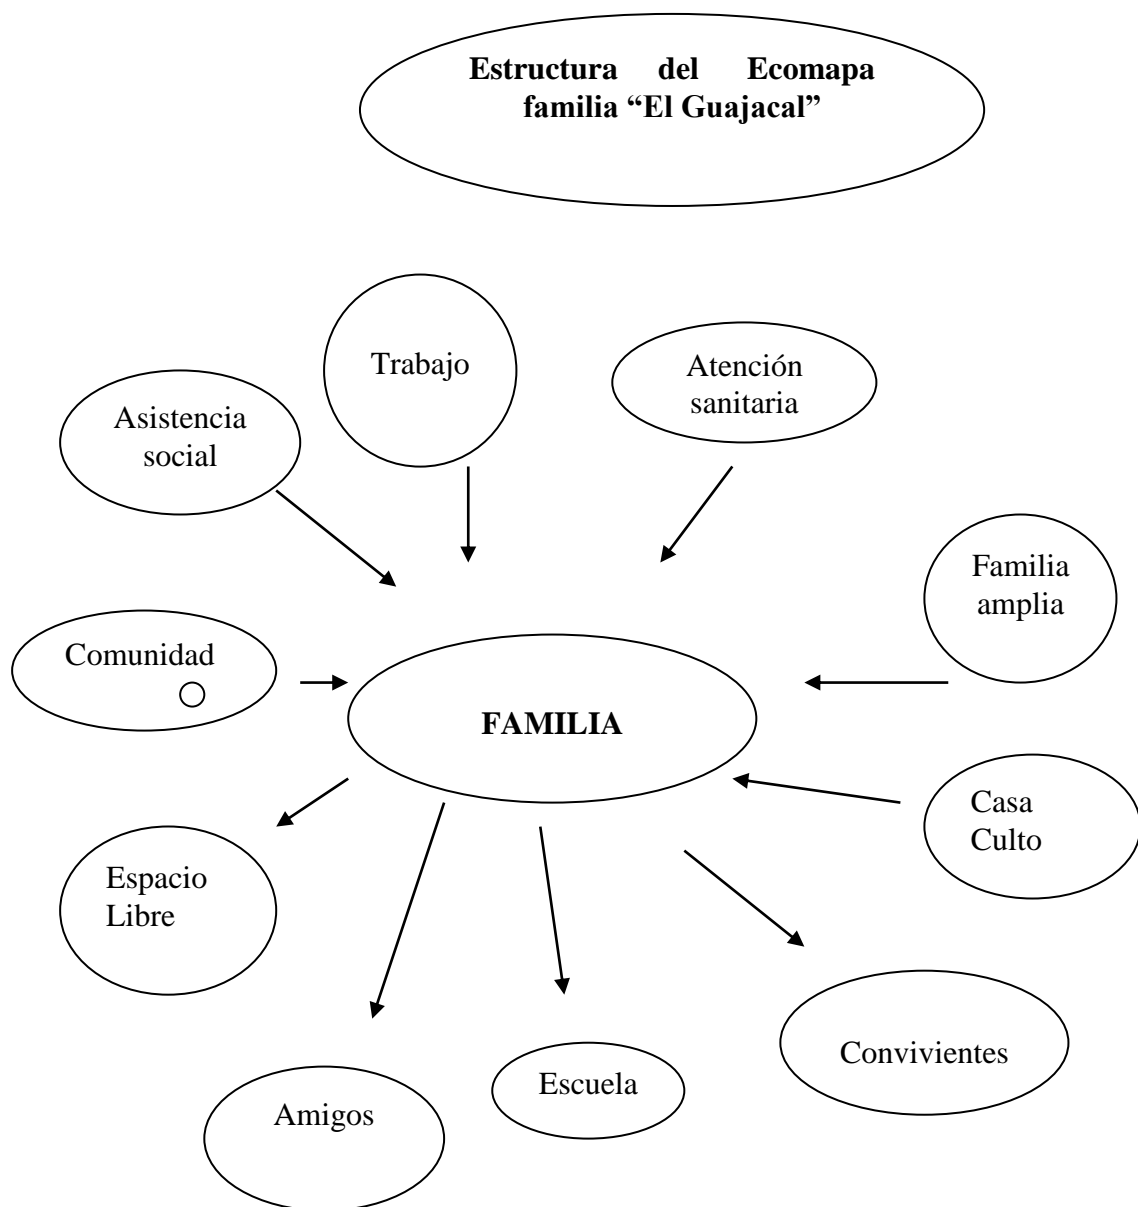 Estructura del Ecomapa
familia “El Guajacal”
Trabajo
Atención
sanitaria
Asistencia
social
Familia
amplia
Comunidad
FAMILIA
Casa
Culto
Espacio
Libre
Convivientes
Escuela
Amigos